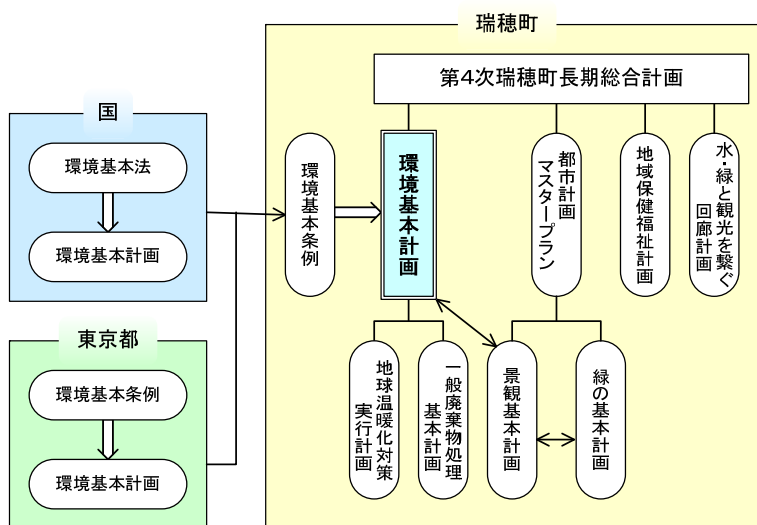 瑞穂町
第4次瑞穂町長期総合計画
国
環境基本法
環境基本計画
東京都
環境基本条例
環境基本計画
環境基本条例
環境基本計画
都市計画
マスタープラン
地域保健福祉計画
水・緑と観光を繋ぐ
回廊計画
地球温暖化対策
実行計画
一般廃棄物処理
基本計画
景観基本計画
緑の基本計画